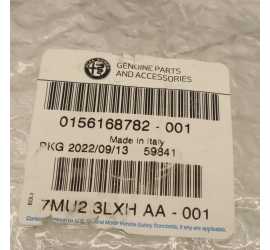 GENUINE PARTS
AND ACCESSORIES
0156168782 - 001
Made in Italy
PKG 2022/09/13 59841
7MU2 3LXH AA - 001